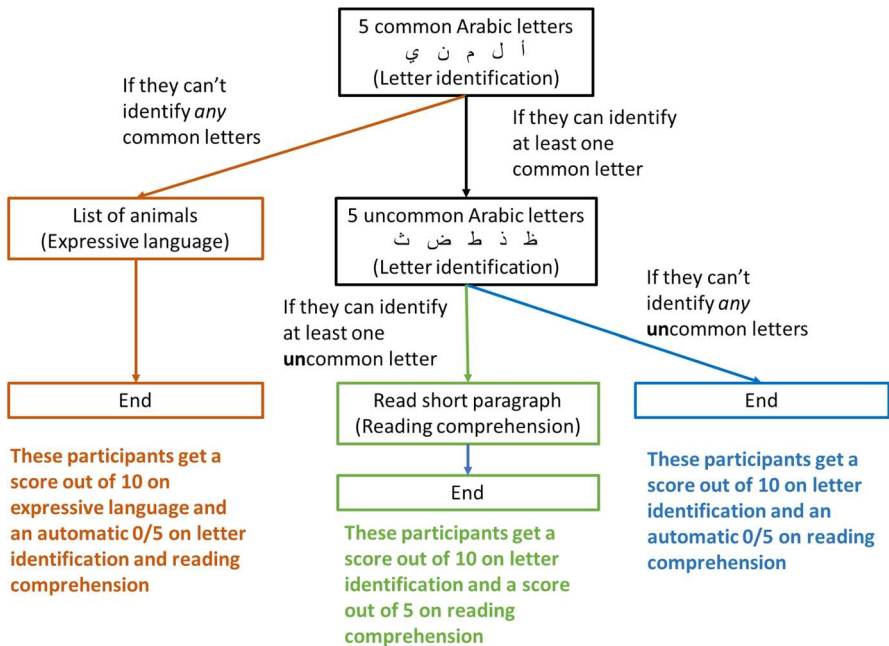 5 common Arabic letters
أ ل م ن ي
(Letter identification)
If they can’t
identify any
common letters
If they can identify
at least one
common letter
List of animals
(Expressive language)
5 uncommon Arabic letters
ظ ذ ط ض ث
(Letter identification)
If they can identify
at least one
uncommon letter
If they can’t
identify any
uncommon letters
End
Read short paragraph
(Reading comprehension)
End
End
These participants get a
score out of 10 on
expressive language and
an automatic 0/5 on letter
identification and reading
comprehension
These participants get a
score out of 10 on letter
identification and a score
out of 5 on reading
comprehension
These participants get a
score out of 10 on letter
identification and an
automatic 0/5 on reading
comprehension